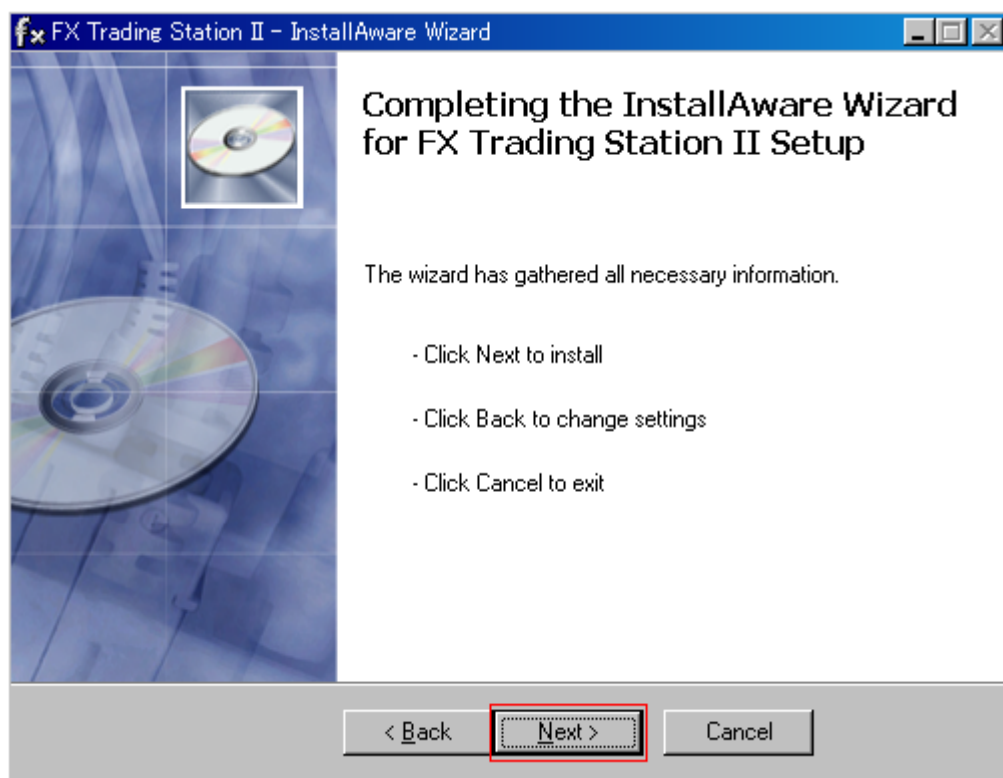 fx FX Trading Station II - InstallAware Wizard
Completing the InstallAware Wizard
for FX Trading Station II Setup
The wizard has gathered all necessary information.
- Click Next to install
- Click Back to change settings
- Click Cancel to exit
< Back
Next >
Cancel